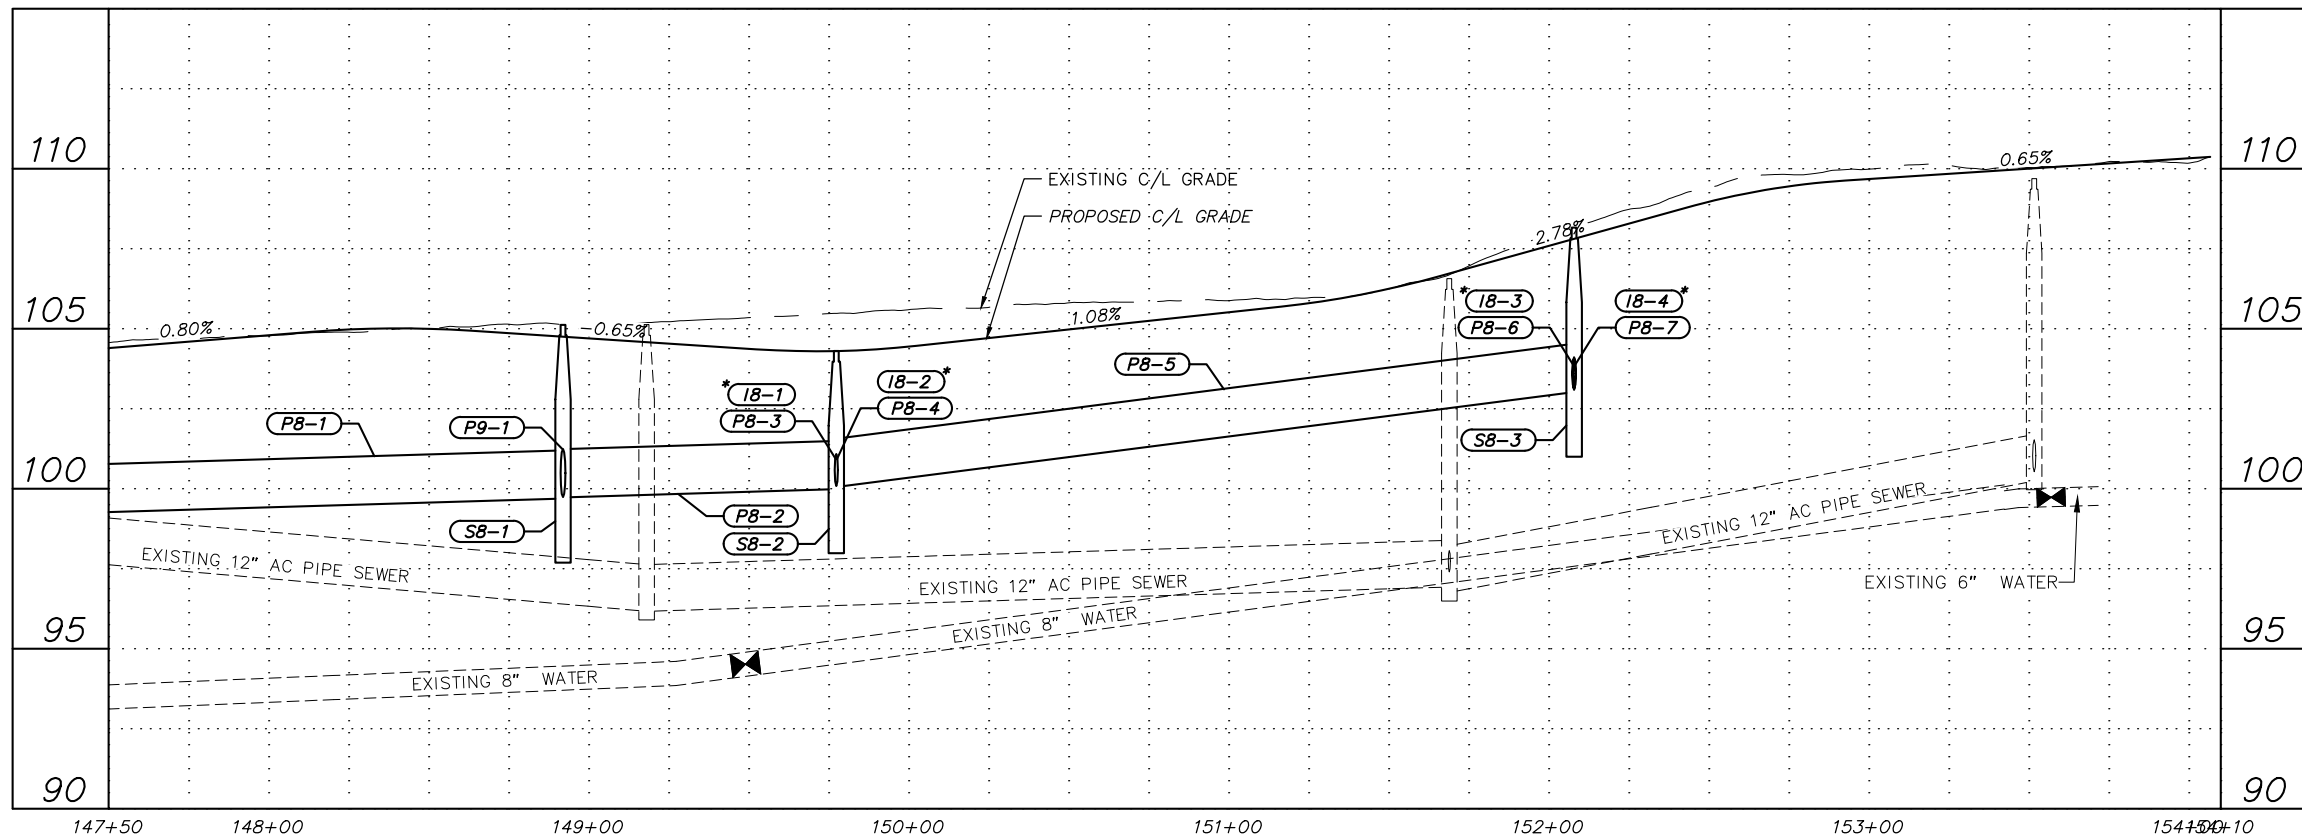 110
110
105
105
100
100
95
95
90
90
EXISTING C/L GRADE
PROPOSED C/L GRADE
0.80%
0.65%
1.08%
2.78%
0.65%
P8-1
P9-1
*I8-1
P8-3
I8-2*
P8-4
P8-5
*I8-3
P8-6
I8-4*
P8-7
S8-1
P8-2
S8-2
S8-3
EXISTING 12" AC PIPE SEWER
EXISTING 12" AC PIPE SEWER
EXISTING 12" AC PIPE SEWER
EXISTING 8" WATER
EXISTING 8" WATER
EXISTING 6" WATER
147+50
148+00
149+00
150+00
151+00
152+00
153+00